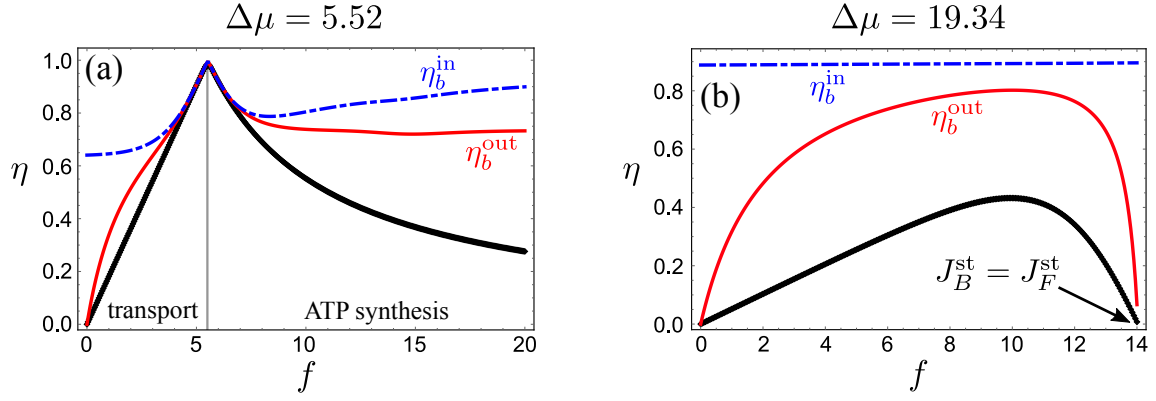 Δμ = 5.52
(a)
η_b^in
η_b^out
η
transport
ATP synthesis
0.0
0.2
0.4
0.6
0.8
1.0
0
5
10
15
20
f
Δμ = 19.34
(b)
η_b^in
η_b^out
η
J_B^st = J_F^st
0.0
0.2
0.4
0.6
0.8
0
2
4
6
8
10
12
14
f